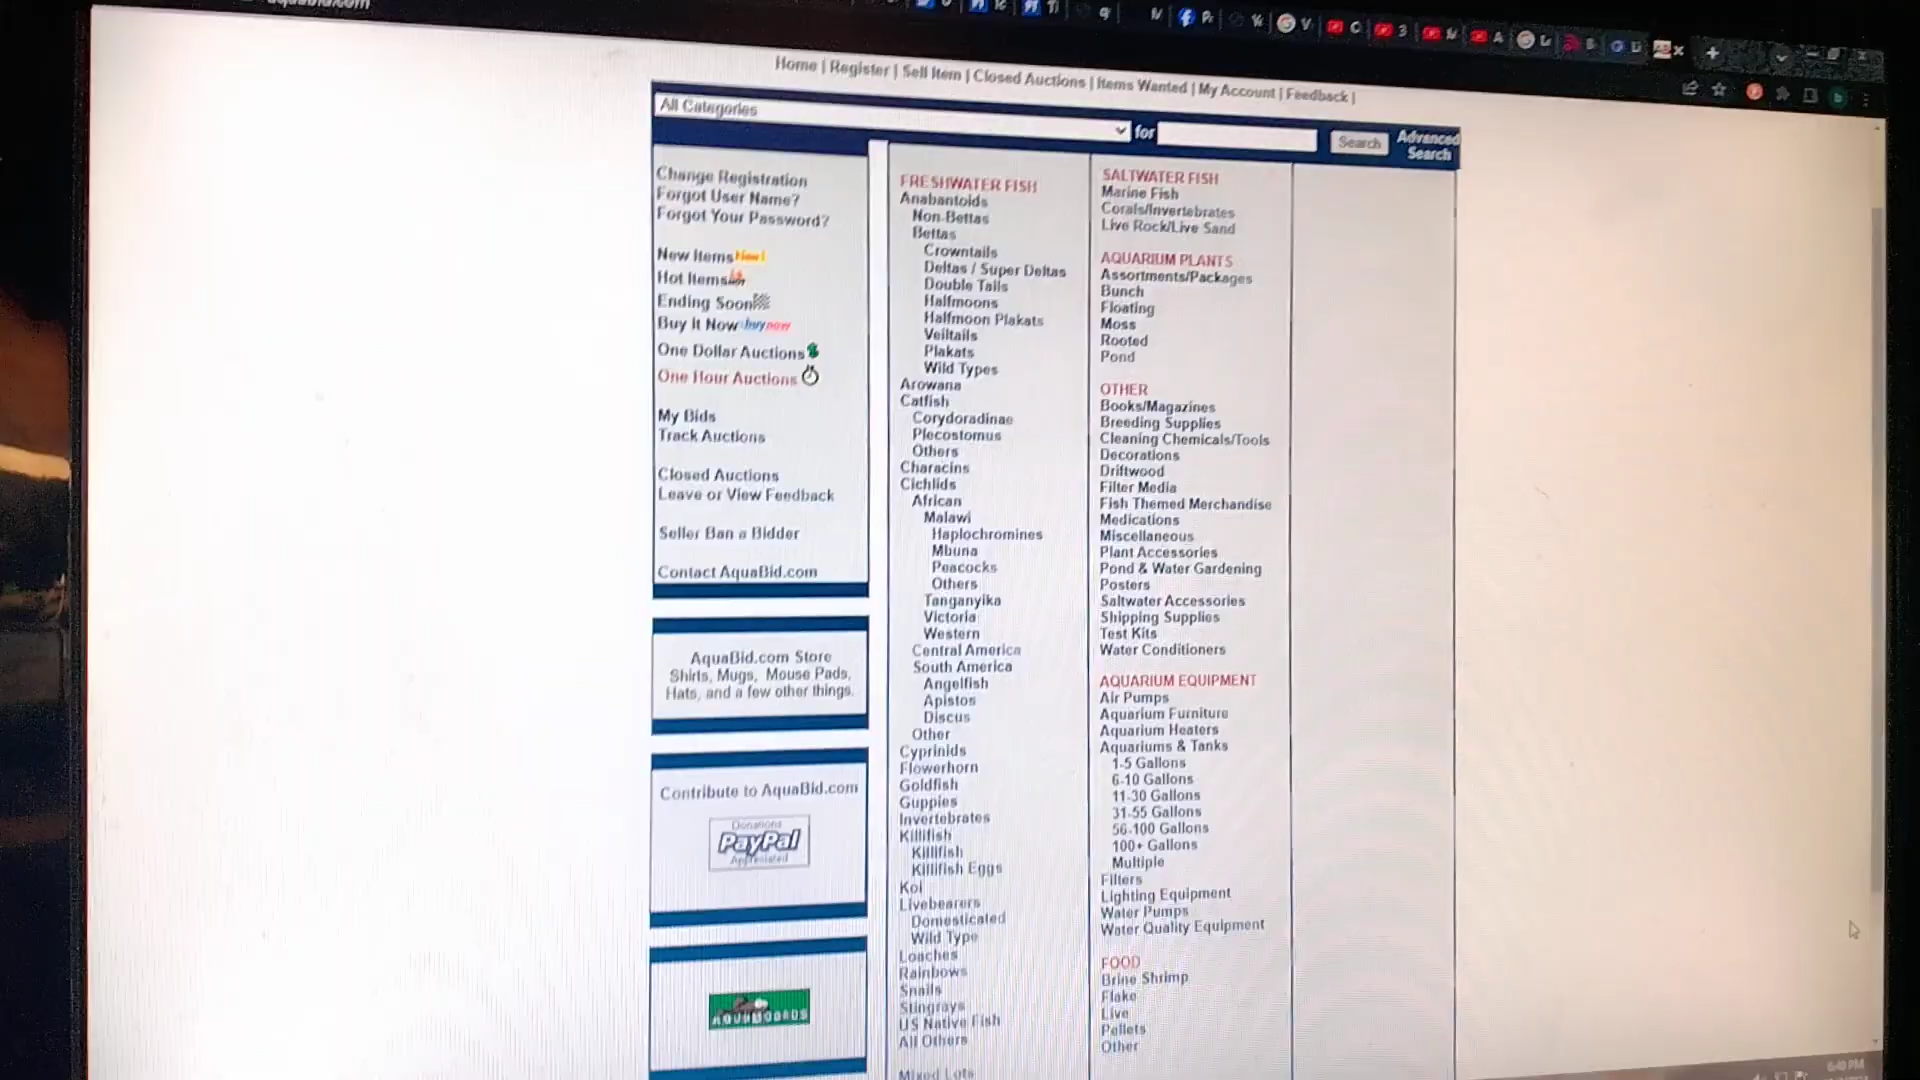 aquabid.com
Home | Register | Sell Item | Closed Auctions | Items Wanted | My Account | Feedback |
All Categories
for
Search
Advanced
Search
Change Registration
Forgot User Name?
Forgot Your Password?
New Items New!
Hot Items
Ending Soon
Buy It Now buy now
One Dollar Auctions
One Hour Auctions
My Bids
Track Auctions
Closed Auctions
Leave or View Feedback
Seller Ban a Bidder
Contact AquaBid.com
AquaBid.com Store
Shirts, Mugs, Mouse Pads,
Hats, and a few other things.
Contribute to AquaBid.com
Donations
PayPal
Appreciated
FRESHWATER FISH
Anabantoids
Non-Bettas
Bettas
Crowntails
Deltas / Super Deltas
Double Tails
Halfmoons
Halfmoon Plakats
Veiltails
Plakats
Wild Types
Arowana
Catfish
Corydoradinae
Plecostomus
Others
Characins
Cichlids
African
Malawi
Haplochromines
Mbuna
Peacocks
Others
Tanganyika
Victoria
Western
Central America
South America
Angelfish
Apistos
Discus
Other
Cyprinids
Flowerhorn
Goldfish
Guppies
Invertebrates
Killifish
Killifish
Killifish Eggs
Koi
Livebearers
Domesticated
Wild Type
Loaches
Rainbows
Snails
Stingrays
US Native Fish
All Others
Mixed Lots
SALTWATER FISH
Marine Fish
Corals/Invertebrates
Live Rock/Live Sand
AQUARIUM PLANTS
Assortments/Packages
Bunch
Floating
Moss
Rooted
Pond
OTHER
Books/Magazines
Breeding Supplies
Cleaning Chemicals/Tools
Decorations
Driftwood
Filter Media
Fish Themed Merchandise
Medications
Miscellaneous
Plant Accessories
Pond & Water Gardening
Posters
Saltwater Accessories
Shipping Supplies
Test Kits
Water Conditioners
AQUARIUM EQUIPMENT
Air Pumps
Aquarium Furniture
Aquarium Heaters
Aquariums & Tanks
1-5 Gallons
6-10 Gallons
11-30 Gallons
31-55 Gallons
56-100 Gallons
100+ Gallons
Multiple
Filters
Lighting Equipment
Water Pumps
Water Quality Equipment
FOOD
Brine Shrimp
Flake
Live
Pellets
Other
6:40 PM